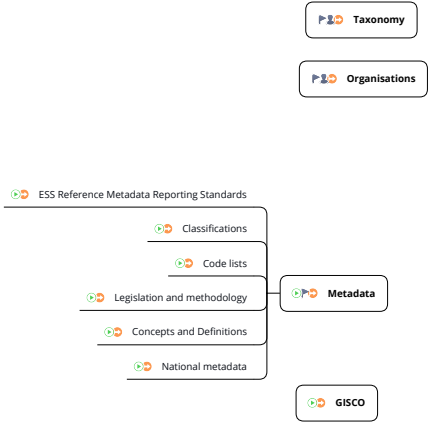 Taxonomy
Organisations
ESS Reference Metadata Reporting Standards
Classifications
Code lists
Legislation and methodology
Metadata
Concepts and Definitions
National metadata
GISCO